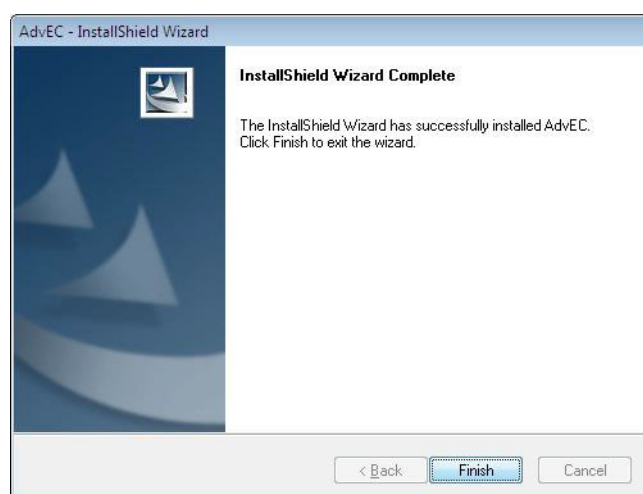 AdvEC - InstallShield Wizard
InstallShield Wizard Complete
The InstallShield Wizard has successfully installed AdvEC.
Click Finish to exit the wizard.
< Back
Finish
Cancel